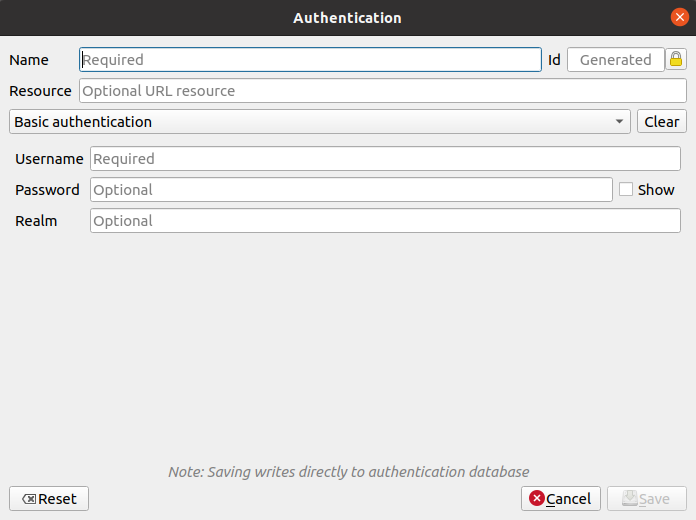 Authentication
Name Required Id Generated
Resource Optional URL resource
Basic authentication Clear
Username Required
Password Optional Show
Realm Optional
Note: Saving writes directly to authentication database
Reset Cancel Save